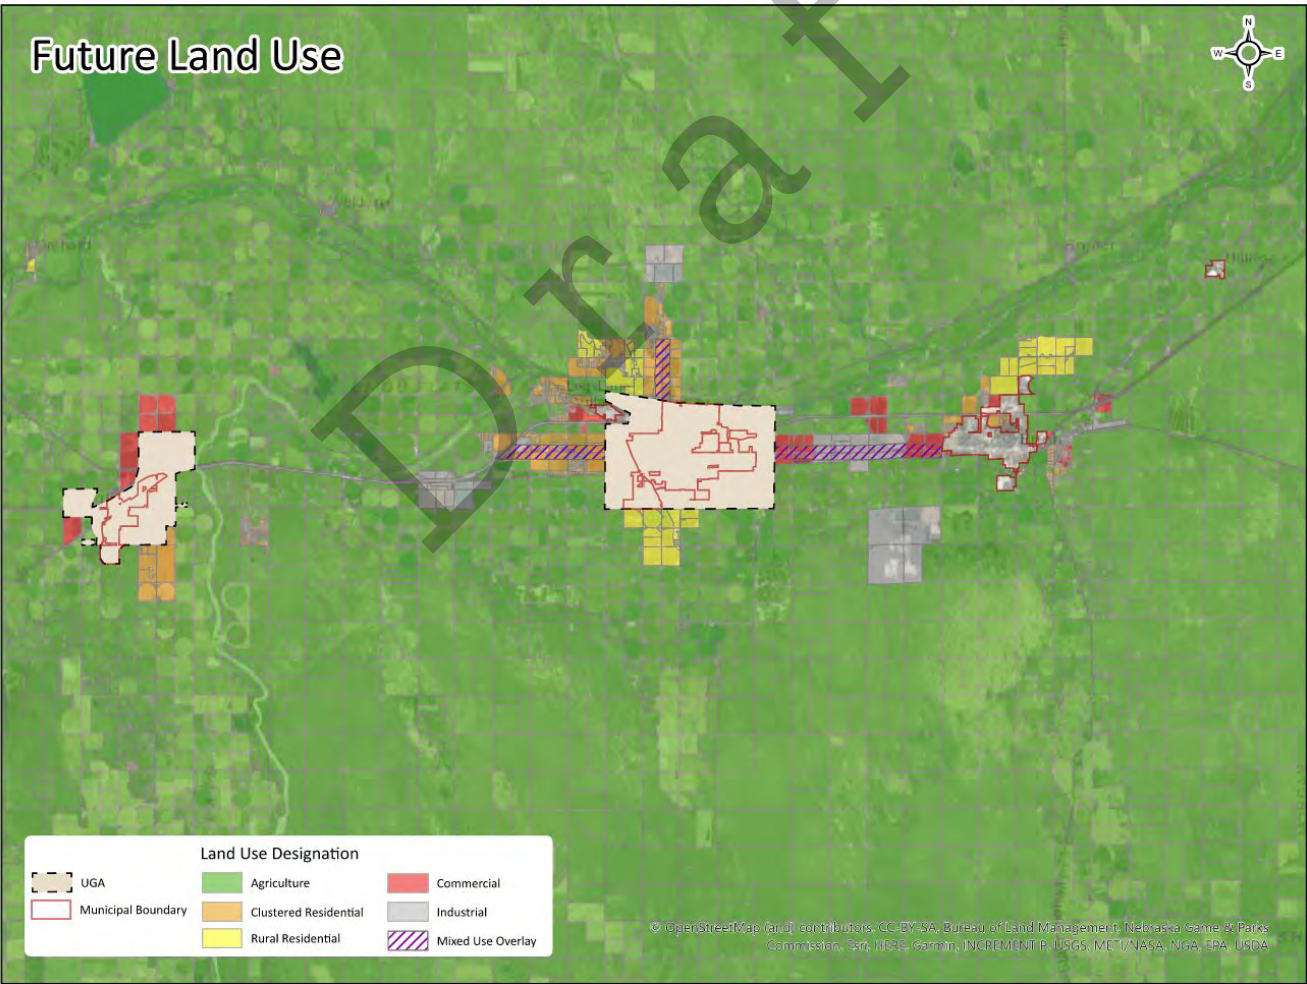 Future Land Use
N
W E
S
Draft
Land Use Designation
UGA
Municipal Boundary
Agriculture
Clustered Residential
Rural Residential
Commercial
Industrial
Mixed Use Overlay
© OpenStreetMap (and) contributors, CC-BY-SA, Bureau of Land Management, Nebraska Game & Parks
Commission, Esri, HERE, Garmin, INCREMENT P, USGS, METI/NASA, NGA, EPA, USDA